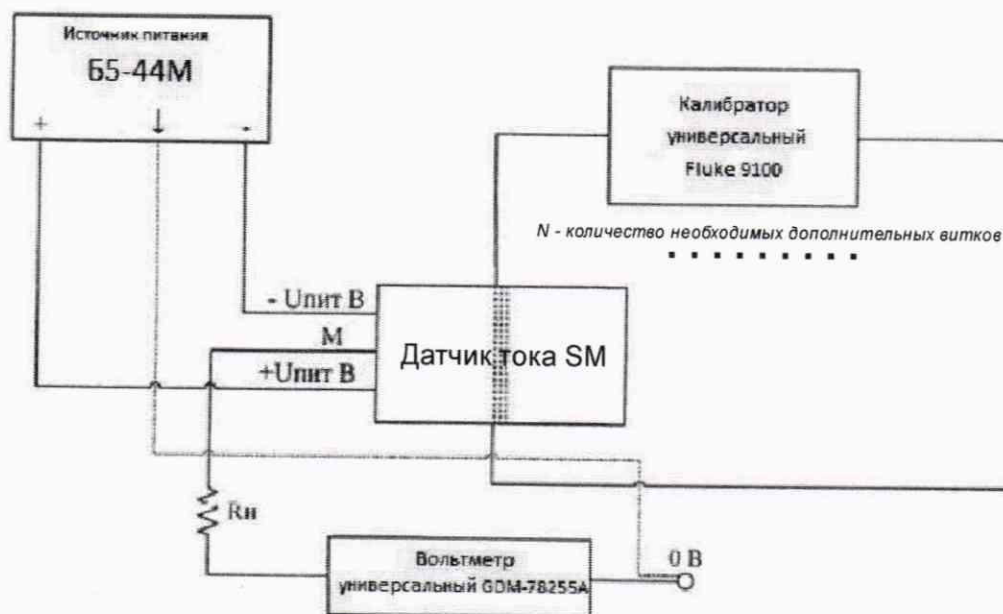 Источник питания
Б5-44М
+ ↓ -
Калибратор
универсальный
Fluke 9100
N - количество необходимых дополнительных витков
- Uпит В
М
+Uпит В
Датчик тока SM
Rн
Вольтметр
универсальный GDM-78255A
0 В